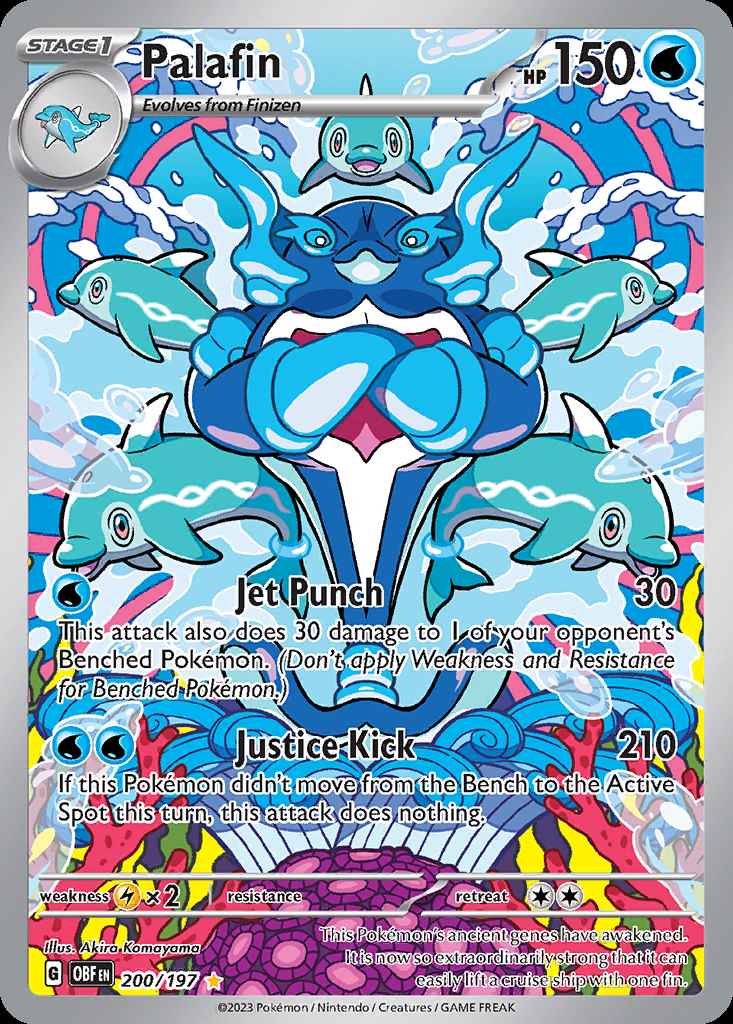 STAGE1
Palafin
HP 150
Evolves from Finizen
Jet Punch 30
This attack also does 30 damage to 1 of your opponent's
Benched Pokémon. (Don't apply Weakness and Resistance
for Benched Pokémon.)
Justice Kick 210
If this Pokémon didn't move from the Bench to the Active
Spot this turn, this attack does nothing.
weakness ×2 resistance retreat
Illus. Akira Komayama
This Pokémon's ancient genes have awakened.
It is now so extraordinarily strong that it can
easily lift a cruise ship with one fin.
G OBF EN 200/197
©2023 Pokémon / Nintendo / Creatures / GAME FREAK